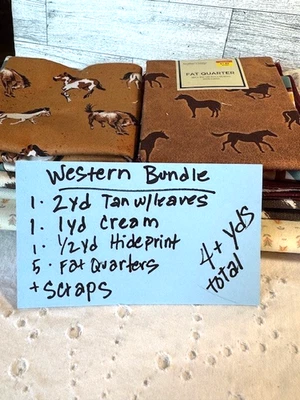 FAT QUARTER
Western Bundle
1 · 2yd Tan w/leaves
1 · 1yd Cream
1 · 1/2yd Hideprint
5 · Fat Quarters
+ Scraps
4+ yds
total